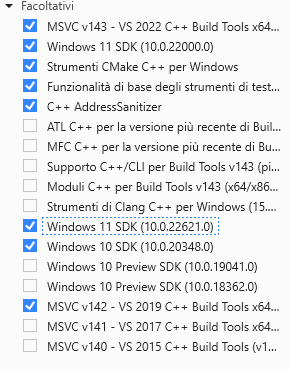 Facoltativi
MSVC v143 - VS 2022 C++ Build Tools x64...
Windows 11 SDK (10.0.22000.0)
Strumenti CMake C++ per Windows
Funzionalità di base degli strumenti di test...
C++ AddressSanitizer
ATL C++ per la versione più recente di Buil...
MFC C++ per la versione più recente di Bu...
Supporto C++/CLI per Build Tools v143 (pi...
Moduli C++ per Build Tools v143 (x64/x86...
Strumenti di Clang C++ per Windows (15....
Windows 11 SDK (10.0.22621.0)
Windows 10 SDK (10.0.20348.0)
Windows 10 Preview SDK (10.0.19041.0)
Windows 10 Preview SDK (10.0.18362.0)
MSVC v142 - VS 2019 C++ Build Tools x64...
MSVC v141 - VS 2017 C++ Build Tools x64...
MSVC v140 - VS 2015 C++ Build Tools (v1...